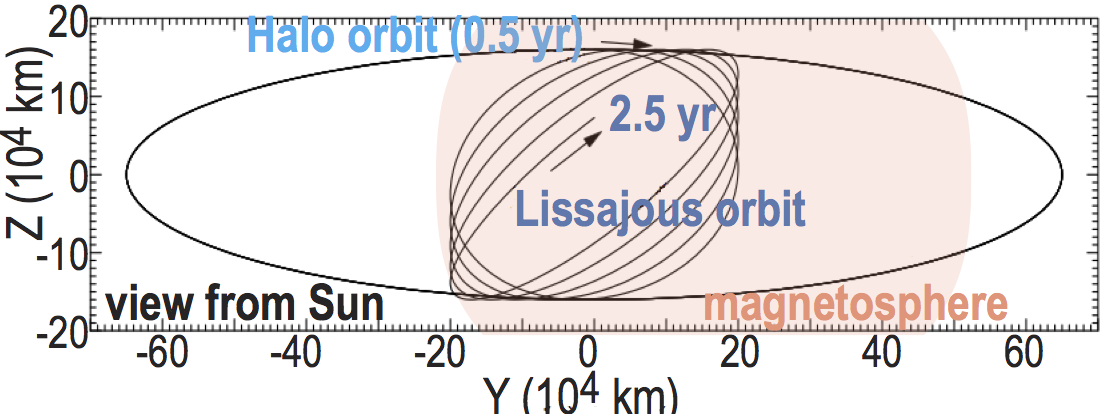 Halo orbit (0.5 yr)
2.5 yr
Lissajous orbit
view from Sun
magnetosphere
Z (10⁴ km)
20
10
0
-10
-20
-60
-40
-20
0
20
40
60
Y (10⁴ km)